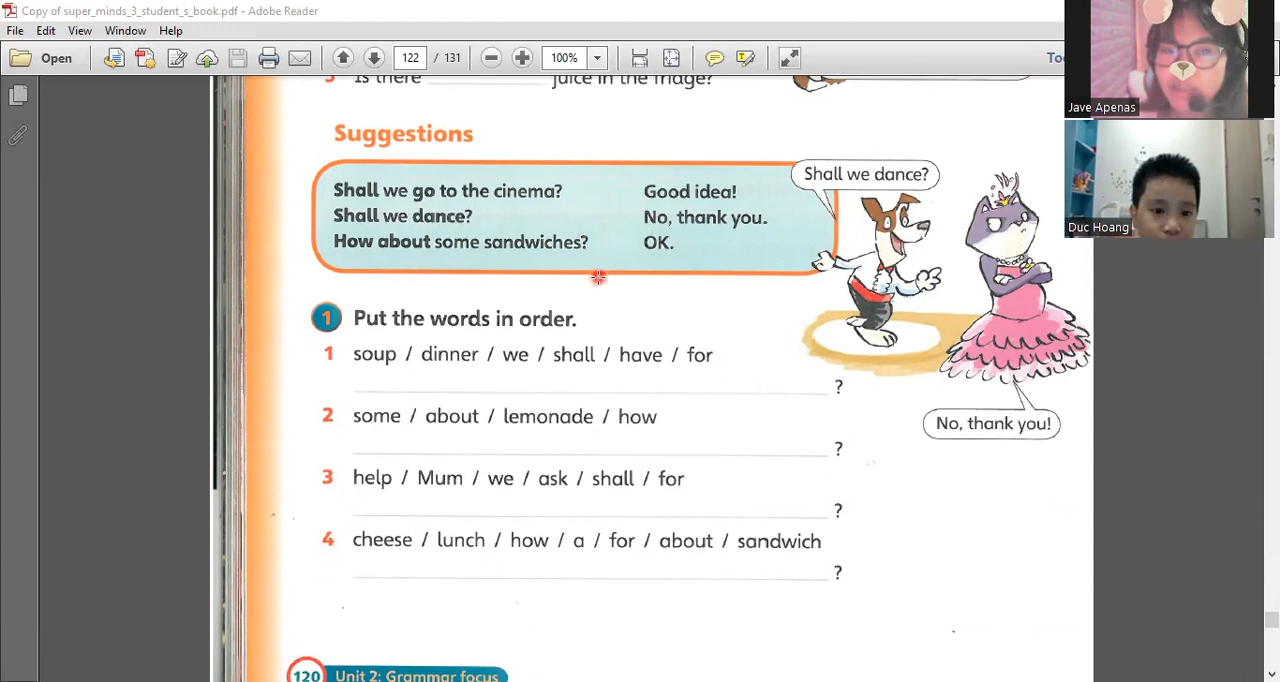 Copy of super_minds_3_student_s_book.pdf - Adobe Reader
File Edit View Window Help
Open 122 / 131 100%
Jave Apenas
Duc Hoang
Is there __________ juice in the fridge?
Suggestions
Shall we go to the cinema? Good idea!
Shall we dance? No, thank you.
How about some sandwiches? OK.
Shall we dance?
No, thank you!
1 Put the words in order.
1 soup / dinner / we / shall / have / for
?
2 some / about / lemonade / how
?
3 help / Mum / we / ask / shall / for
?
4 cheese / lunch / how / a / for / about / sandwich
?
120 Unit 2: Grammar focus